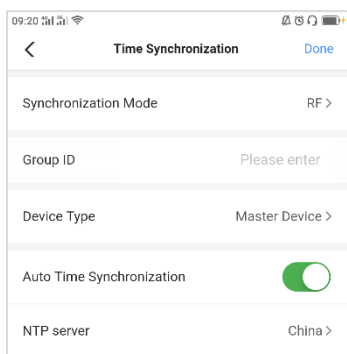 09:20
Time Synchronization Done
Synchronization Mode RF
Group ID Please enter
Device Type Master Device
Auto Time Synchronization
NTP server China